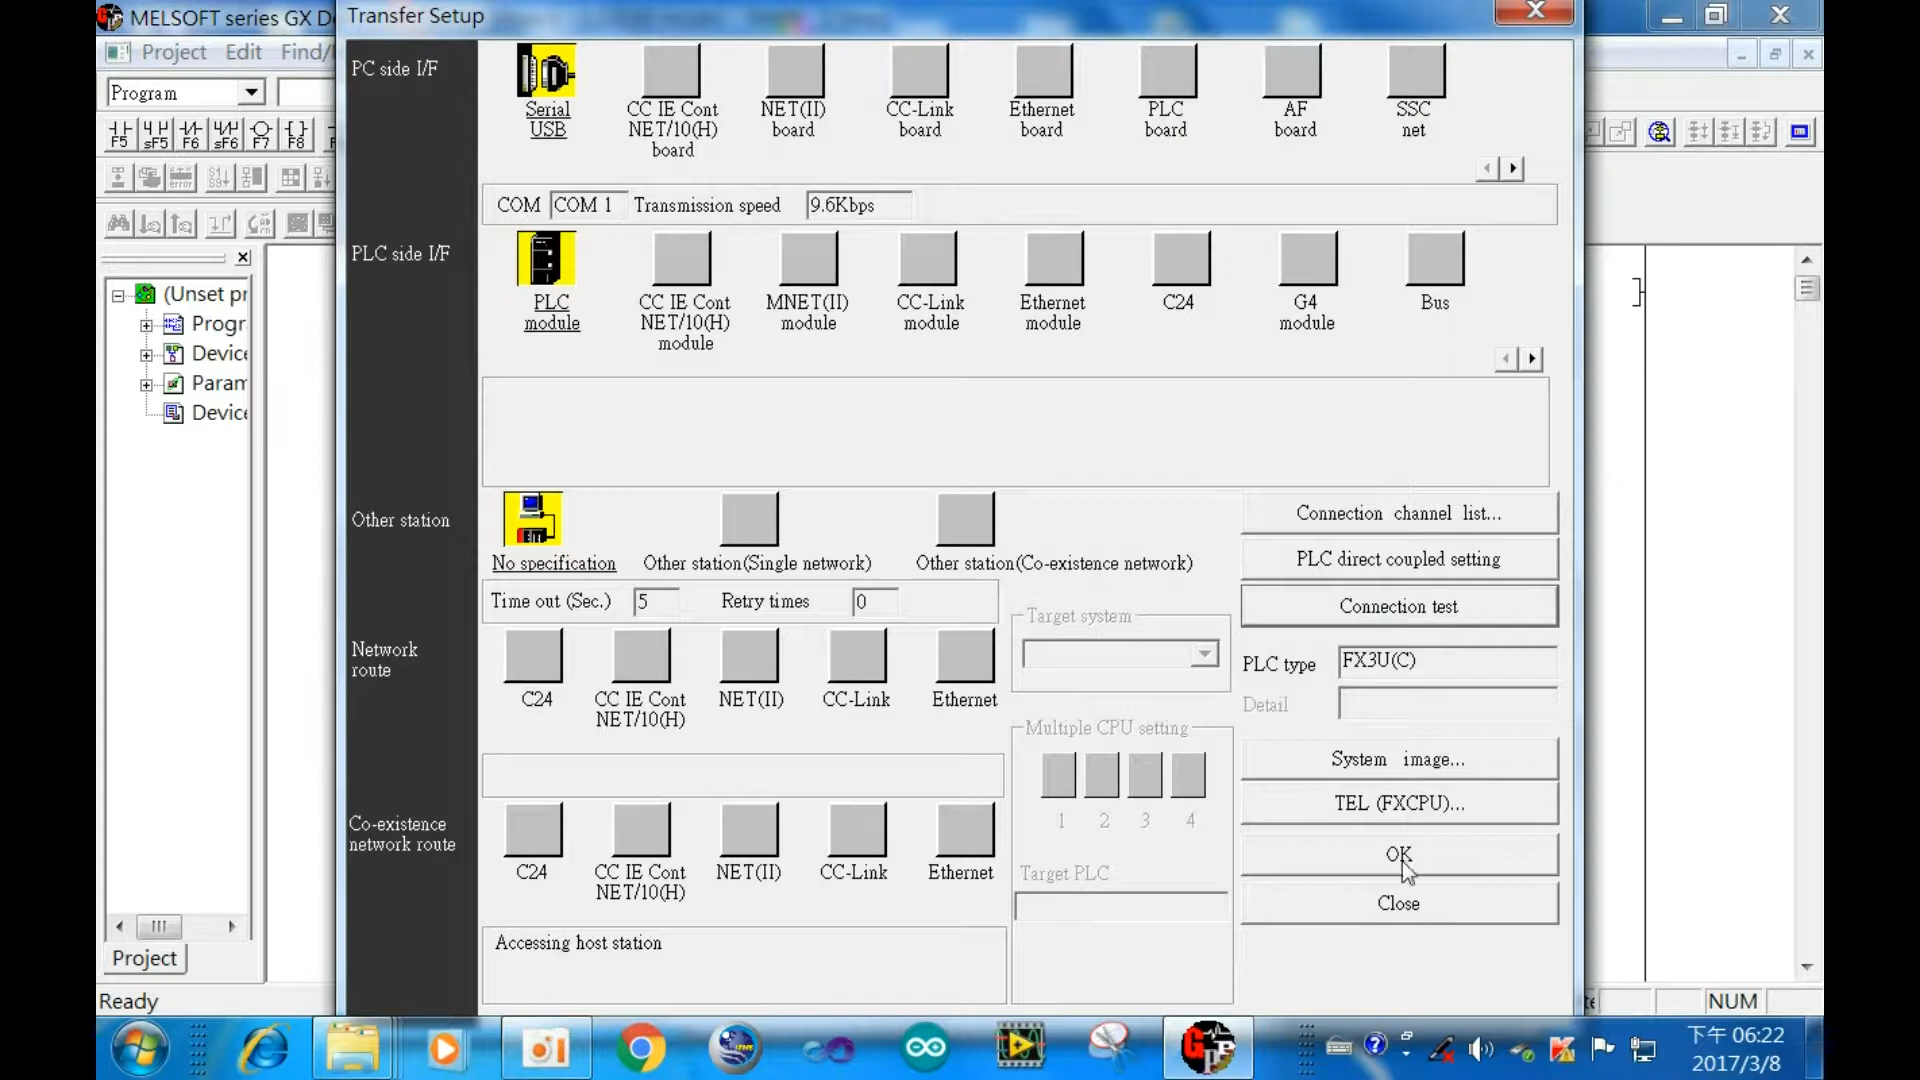 MELSOFT series GX D
Transfer Setup
Project Edit Find/
Program
F5 sF5 F6 sF6 F7 F8
error
(Unset pr
Progr
Device
Param
Device
Project
Ready
PC side I/F
Serial
USB
CC IE Cont
NET/10(H)
board
NET(II)
board
CC-Link
board
Ethernet
board
PLC
board
AF
board
SSC
net
COM COM 1 Transmission speed 9.6Kbps
PLC side I/F
PLC
module
CC IE Cont
NET/10(H)
module
MNET(II)
module
CC-Link
module
Ethernet
module
C24
G4
module
Bus
Other station
No specification
Other station(Single network)
Other station(Co-existence network)
Time out (Sec.) 5 Retry times 0
Network
route
C24
CC IE Cont
NET/10(H)
NET(II)
CC-Link
Ethernet
Co-existence
network route
C24
CC IE Cont
NET/10(H)
NET(II)
CC-Link
Ethernet
Accessing host station
Target system
Multiple CPU setting
1 2 3 4
Target PLC
Connection channel list...
PLC direct coupled setting
Connection test
PLC type FX3U(C)
Detail
System image...
TEL (FXCPU)...
OK
Close
NUM
下午 06:22
2017/3/8